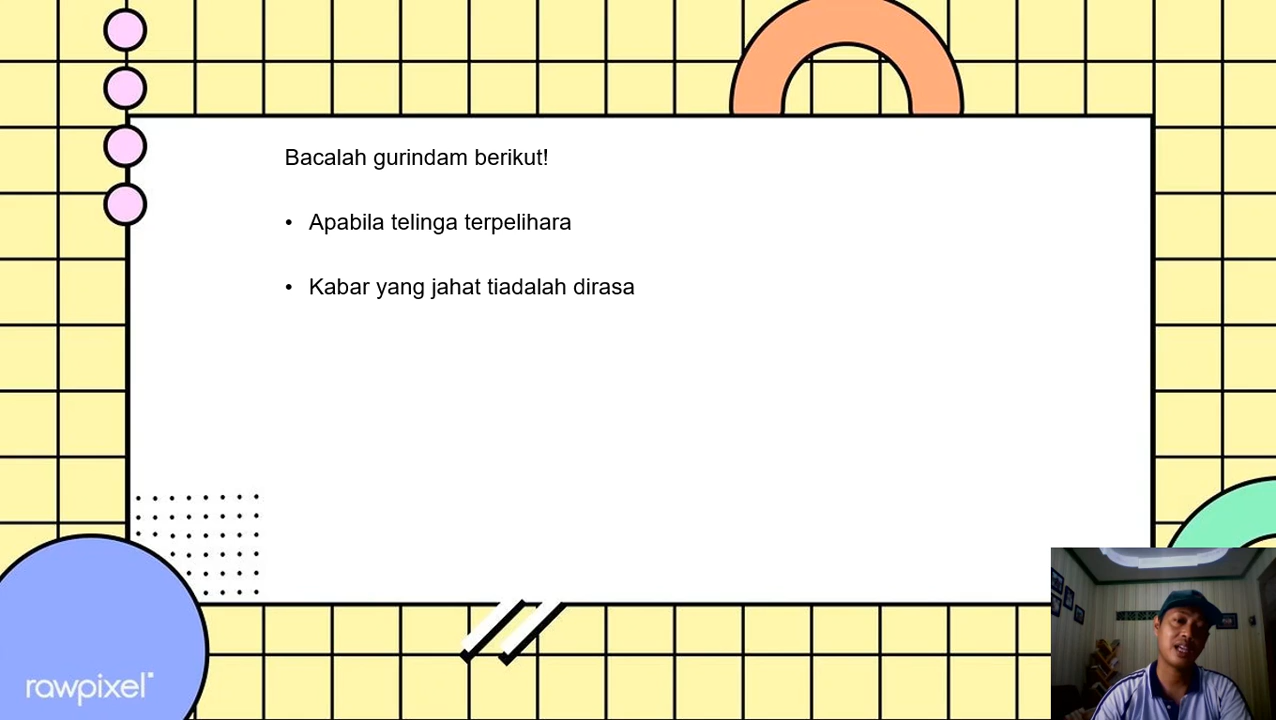 Bacalah gurindam berikut!
• Apabila telinga terpelihara
• Kabar yang jahat tiadalah dirasa
rawpixel